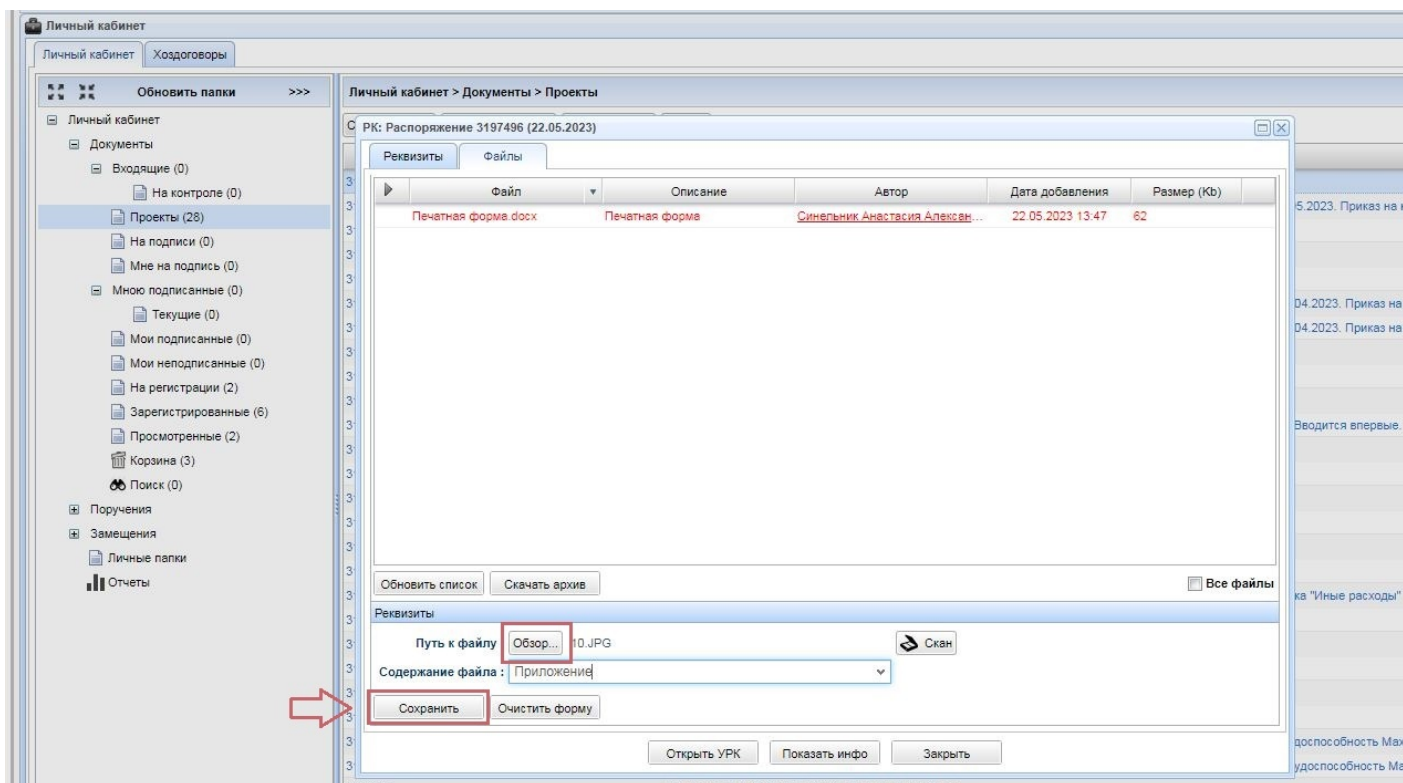 Личный кабинет
Личный кабинет Хоздоговоры
Обновить папки >>>
Личный кабинет
Документы
Входящие (0)
На контроле (0)
Проекты (28)
На подписи (0)
Мне на подпись (0)
Мною подписанные (0)
Текущие (0)
Мои подписанные (0)
Мои неподписанные (0)
На регистрации (2)
Зарегистрированные (6)
Просмотренные (2)
Корзина (3)
Поиск (0)
Поручения
Замещения
Личные папки
Отчеты
Личный кабинет > Документы > Проекты
РК: Распоряжение 3197496 (22.05.2023)
Реквизиты Файлы
Файл Описание Автор Дата добавления Размер (Kb)
Печатная форма.docx Печатная форма Синельник Анастасия Алексан... 22.05.2023 13:47 62
Обновить список Скачать архив Все файлы
Реквизиты
Путь к файлу Обзор... 10.JPG Скан
Содержание файла : Приложение
Сохранить Очистить форму
Открыть УРК Показать инфо Закрыть
5.2023. Приказ на
04.2023. Приказ на
04.2023. Приказ на
Вводится впервые.
ка "Иные расходы"
доспособность Мах
удоспособность Ма